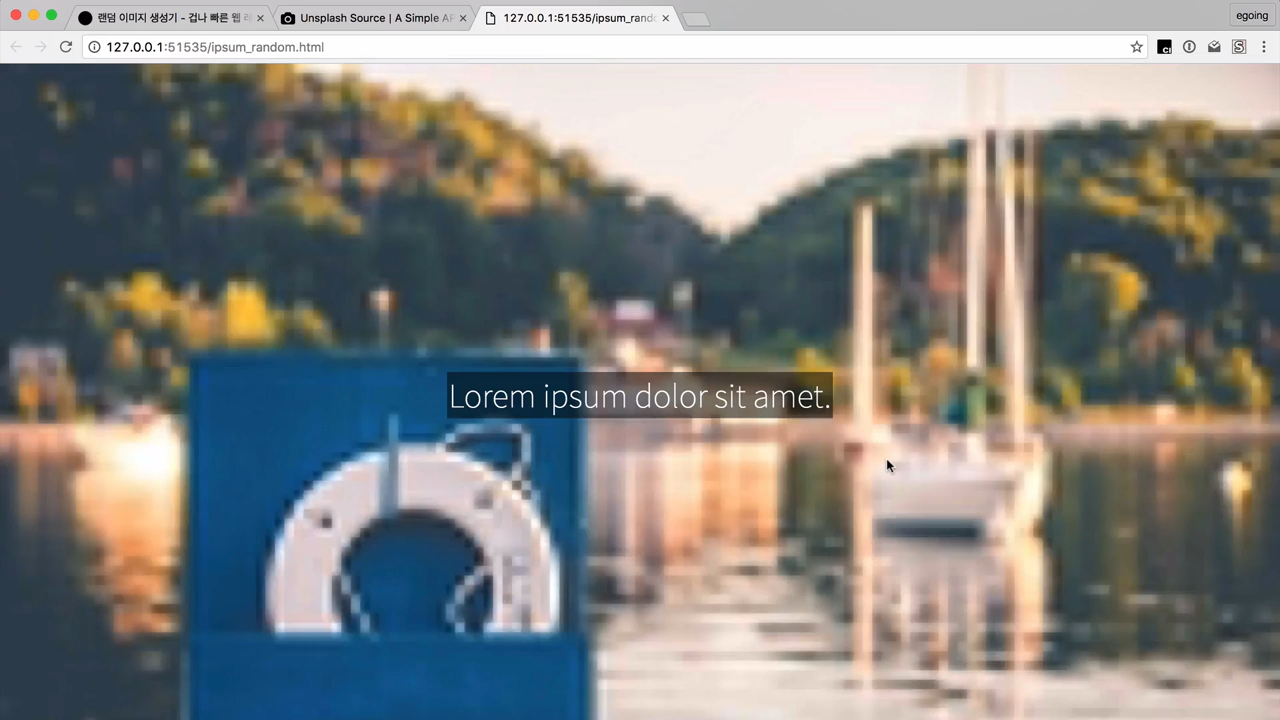 랜덤 이미지 생성기 - 겁나 빠른 웹
Unsplash Source | A Simple
127.0.0.1:51535/ipsum_rand
egoing
127.0.0.1:51535/ipsum_random.html
Lorem ipsum dolor sit amet.